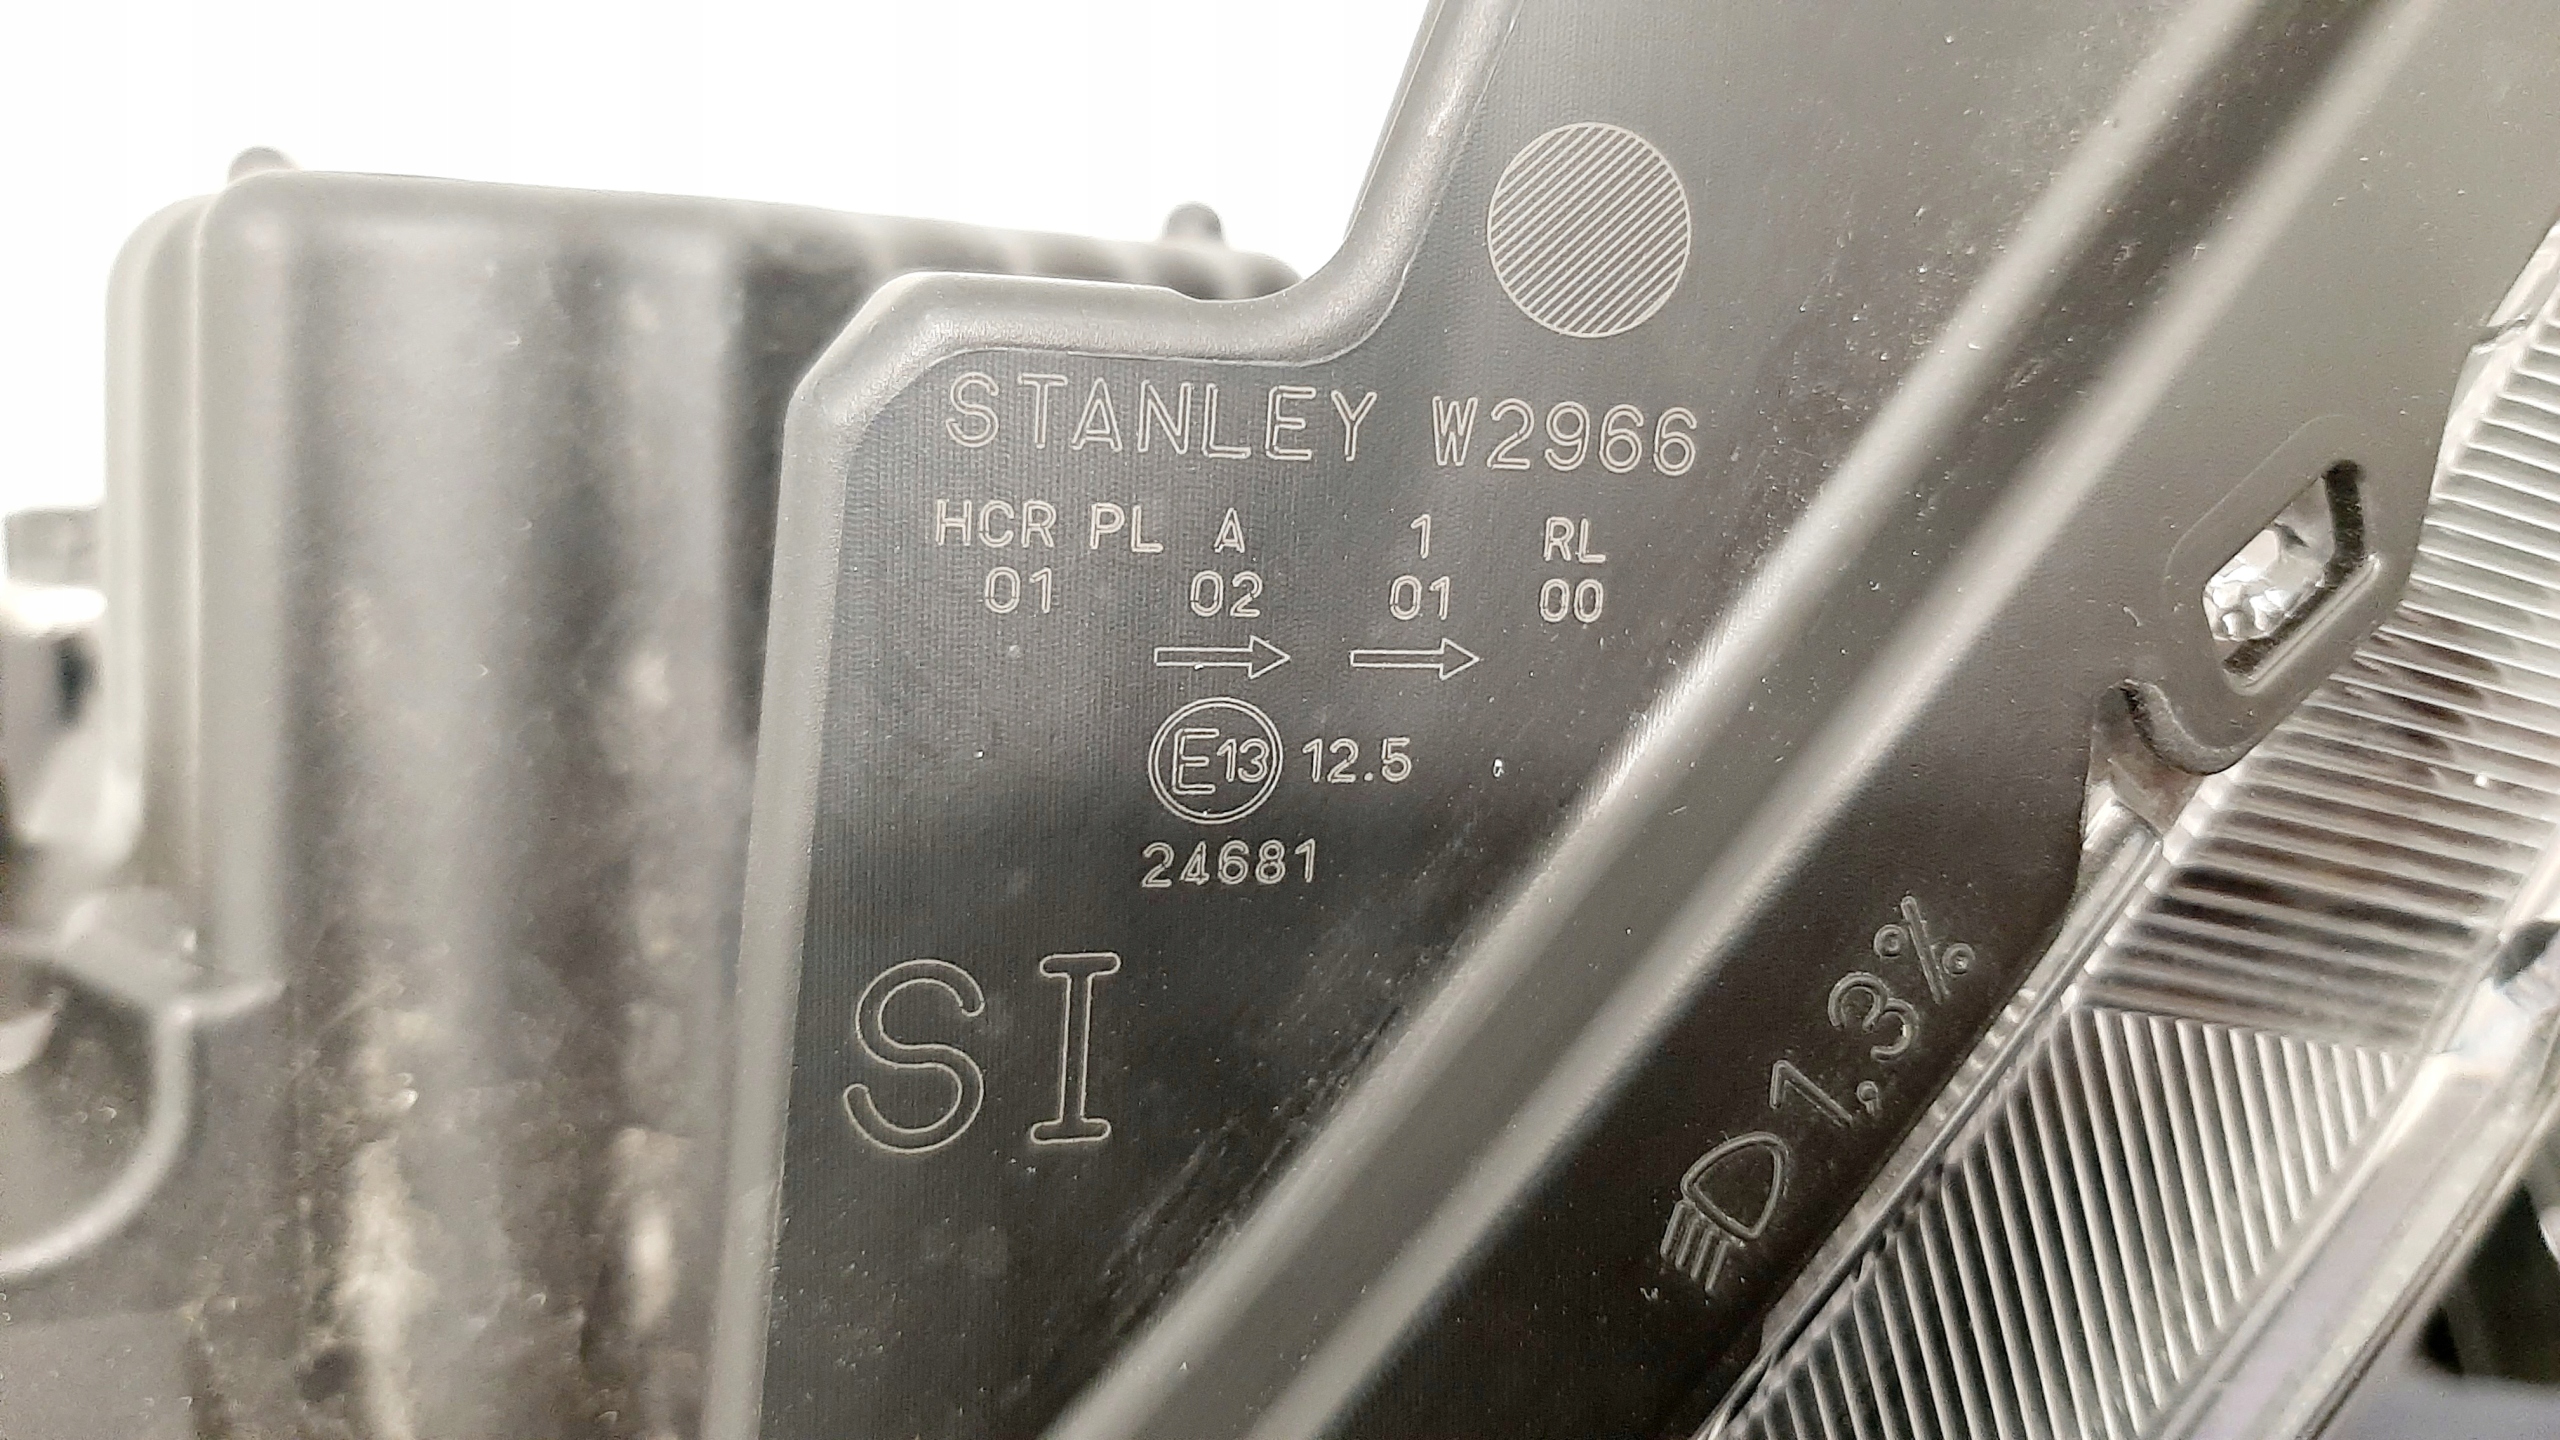 STANLEY W2966
HCR PL A 1 RL
01 02 01 00
E13 12.5
24681
SI
1,3%